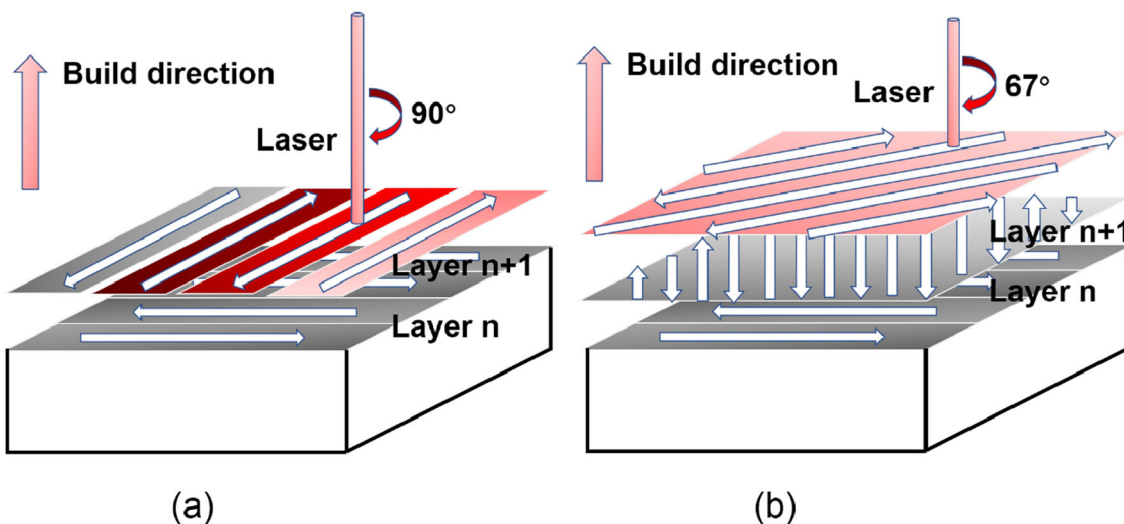 Build direction
90°
Laser
Layer n+1
Layer n
(a)
Build direction
67°
Laser
Layer n+1
Layer n
(b)